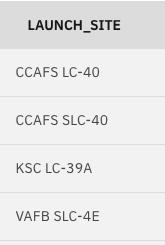 LAUNCH_SITE
CCAFS LC-40
CCAFS SLC-40
KSC LC-39A
VAFB SLC-4E